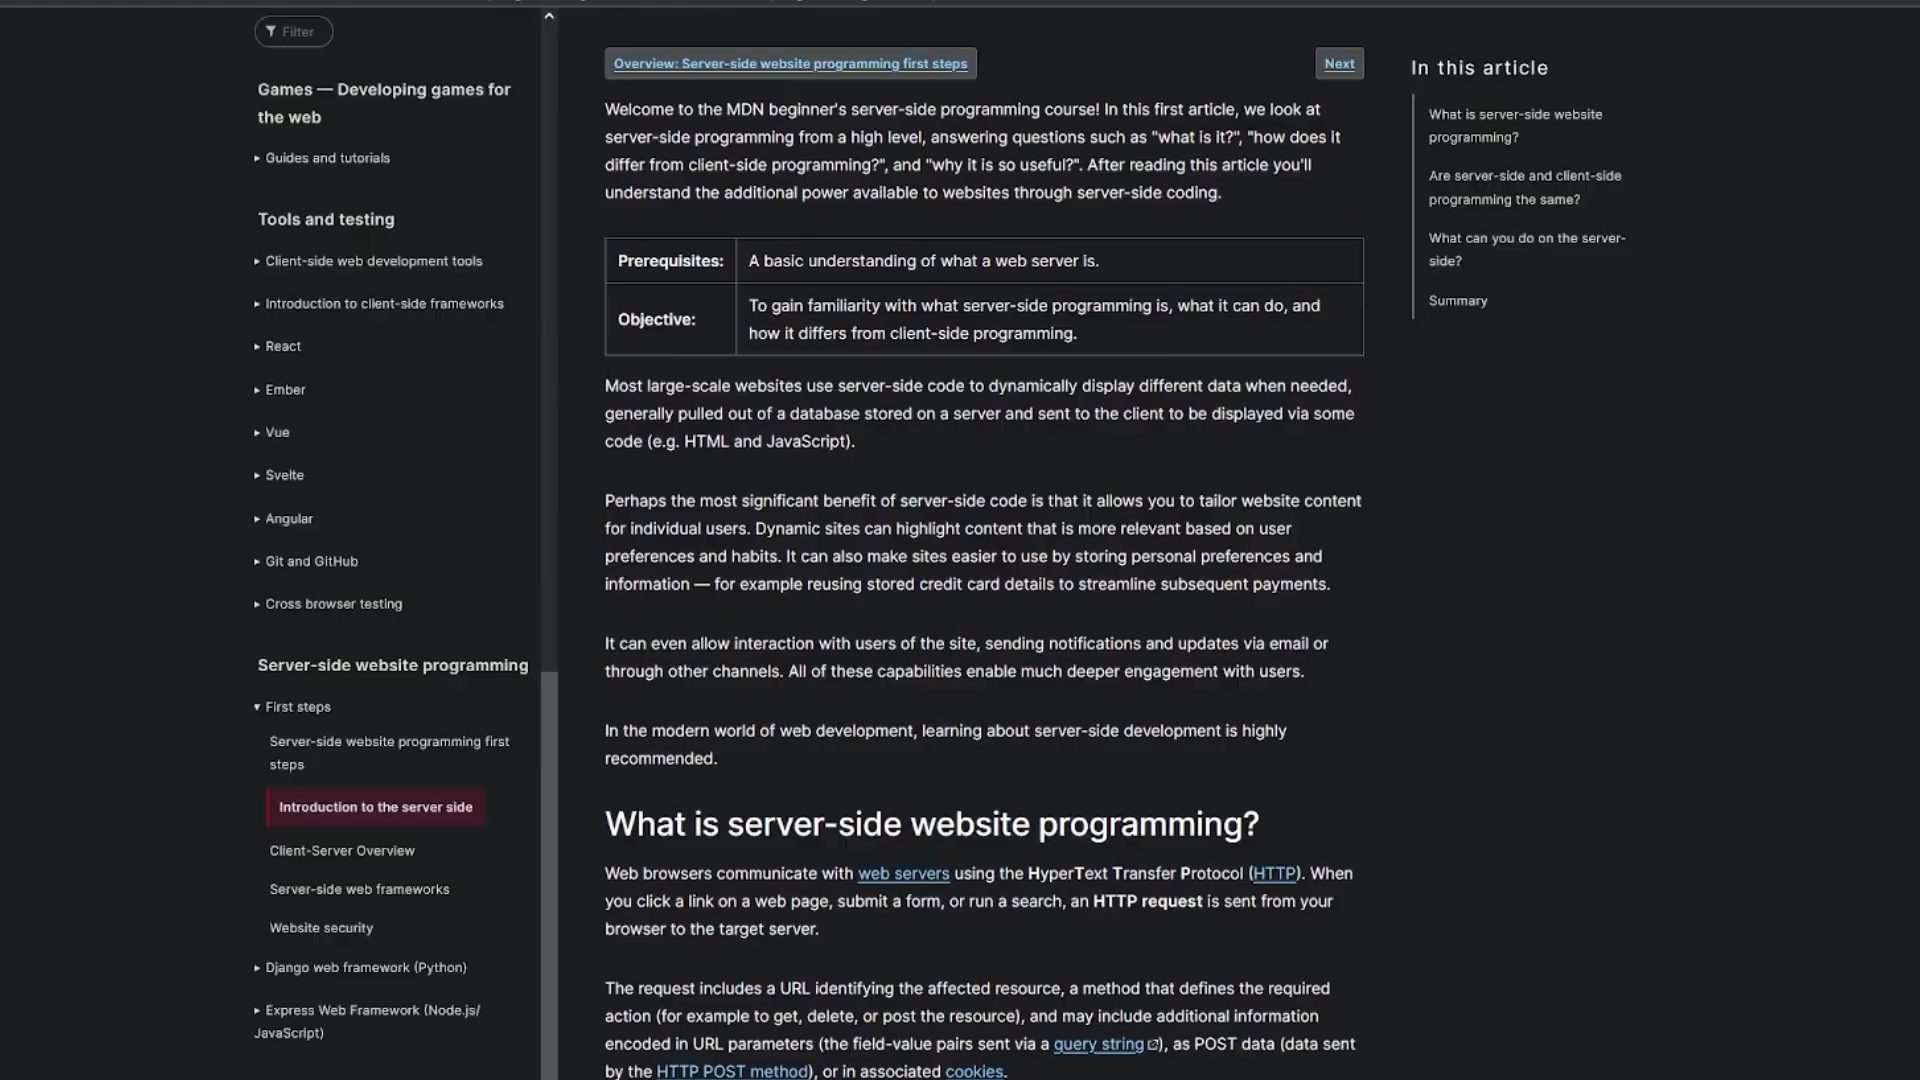 Filter
Games — Developing games for
the web
Guides and tutorials
Tools and testing
Client-side web development tools
Introduction to client-side frameworks
React
Ember
Vue
Svelte
Angular
Git and GitHub
Cross browser testing
Server-side website programming
First steps
Server-side website programming first
steps
Introduction to the server side
Client-Server Overview
Server-side web frameworks
Website security
Django web framework (Python)
Express Web Framework (Node.js/
JavaScript)
Overview: Server-side website programming first steps
Next
Welcome to the MDN beginner's server-side programming course! In this first article, we look at
server-side programming from a high level, answering questions such as "what is it?", "how does it
differ from client-side programming?", and "why it is so useful?". After reading this article you'll
understand the additional power available to websites through server-side coding.
Prerequisites: A basic understanding of what a web server is.
Objective: To gain familiarity with what server-side programming is, what it can do, and
how it differs from client-side programming.
Most large-scale websites use server-side code to dynamically display different data when needed,
generally pulled out of a database stored on a server and sent to the client to be displayed via some
code (e.g. HTML and JavaScript).
Perhaps the most significant benefit of server-side code is that it allows you to tailor website content
for individual users. Dynamic sites can highlight content that is more relevant based on user
preferences and habits. It can also make sites easier to use by storing personal preferences and
information — for example reusing stored credit card details to streamline subsequent payments.
It can even allow interaction with users of the site, sending notifications and updates via email or
through other channels. All of these capabilities enable much deeper engagement with users.
In the modern world of web development, learning about server-side development is highly
recommended.
What is server-side website programming?
Web browsers communicate with web servers using the HyperText Transfer Protocol (HTTP). When
you click a link on a web page, submit a form, or run a search, an HTTP request is sent from your
browser to the target server.
The request includes a URL identifying the affected resource, a method that defines the required
action (for example to get, delete, or post the resource), and may include additional information
encoded in URL parameters (the field-value pairs sent via a query string), as POST data (data sent
by the HTTP POST method), or in associated cookies.
In this article
What is server-side website
programming?
Are server-side and client-side
programming the same?
What can you do on the server-
side?
Summary